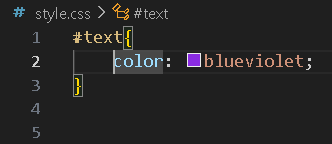 # style.css > #text
1 #text{
2 color: blueviolet;
3 }
4
5